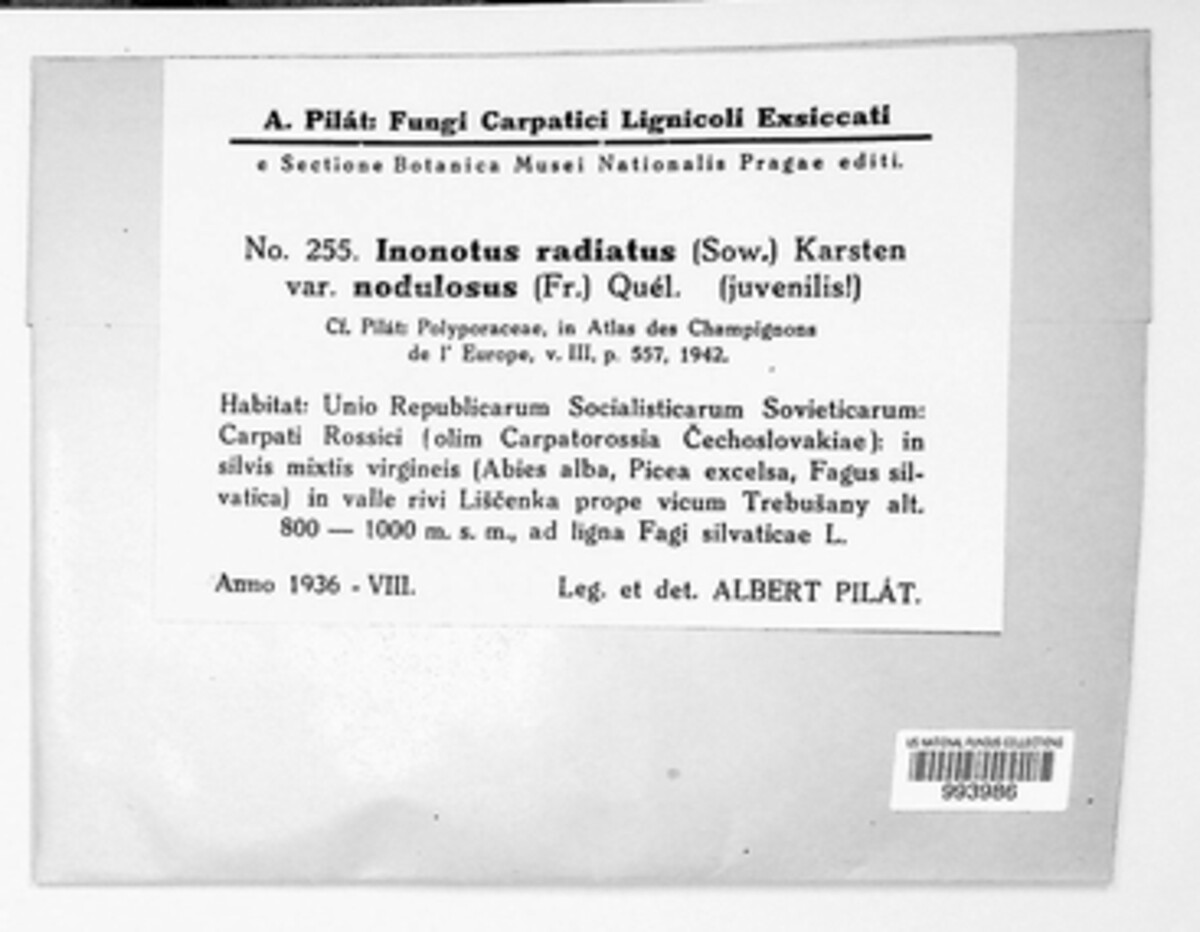 A. Pilát: Fungi Carpatici Lignicoli Exsiccati
e Sectione Botanica Musei Nationalis Pragae editi.
No. 255. Inonotus radiatus (Sow.) Karsten
var. nodulosus (Fr.) Quél. (juvenilis!)
Cf. Pilát: Polyporaceae, in Atlas des Champignons
de l' Europe, v. III, p. 557, 1942.
Habitat: Unio Republicarum Socialisticarum Sovieticarum:
Carpati Rossici (olim Carpatorossia Čechoslovakiae): in
silvis mixtis virgineis (Abies alba, Picea excelsa, Fagus sil-
vatica) in valle rivi Liščenka prope vicum Trebušany alt.
800 — 1000 m. s. m., ad ligna Fagi silvaticae L.
Anno 1936 - VIII. Leg. et det. ALBERT PILÁT.
US NATIONAL FUNGUS COLLECTIONS
993986